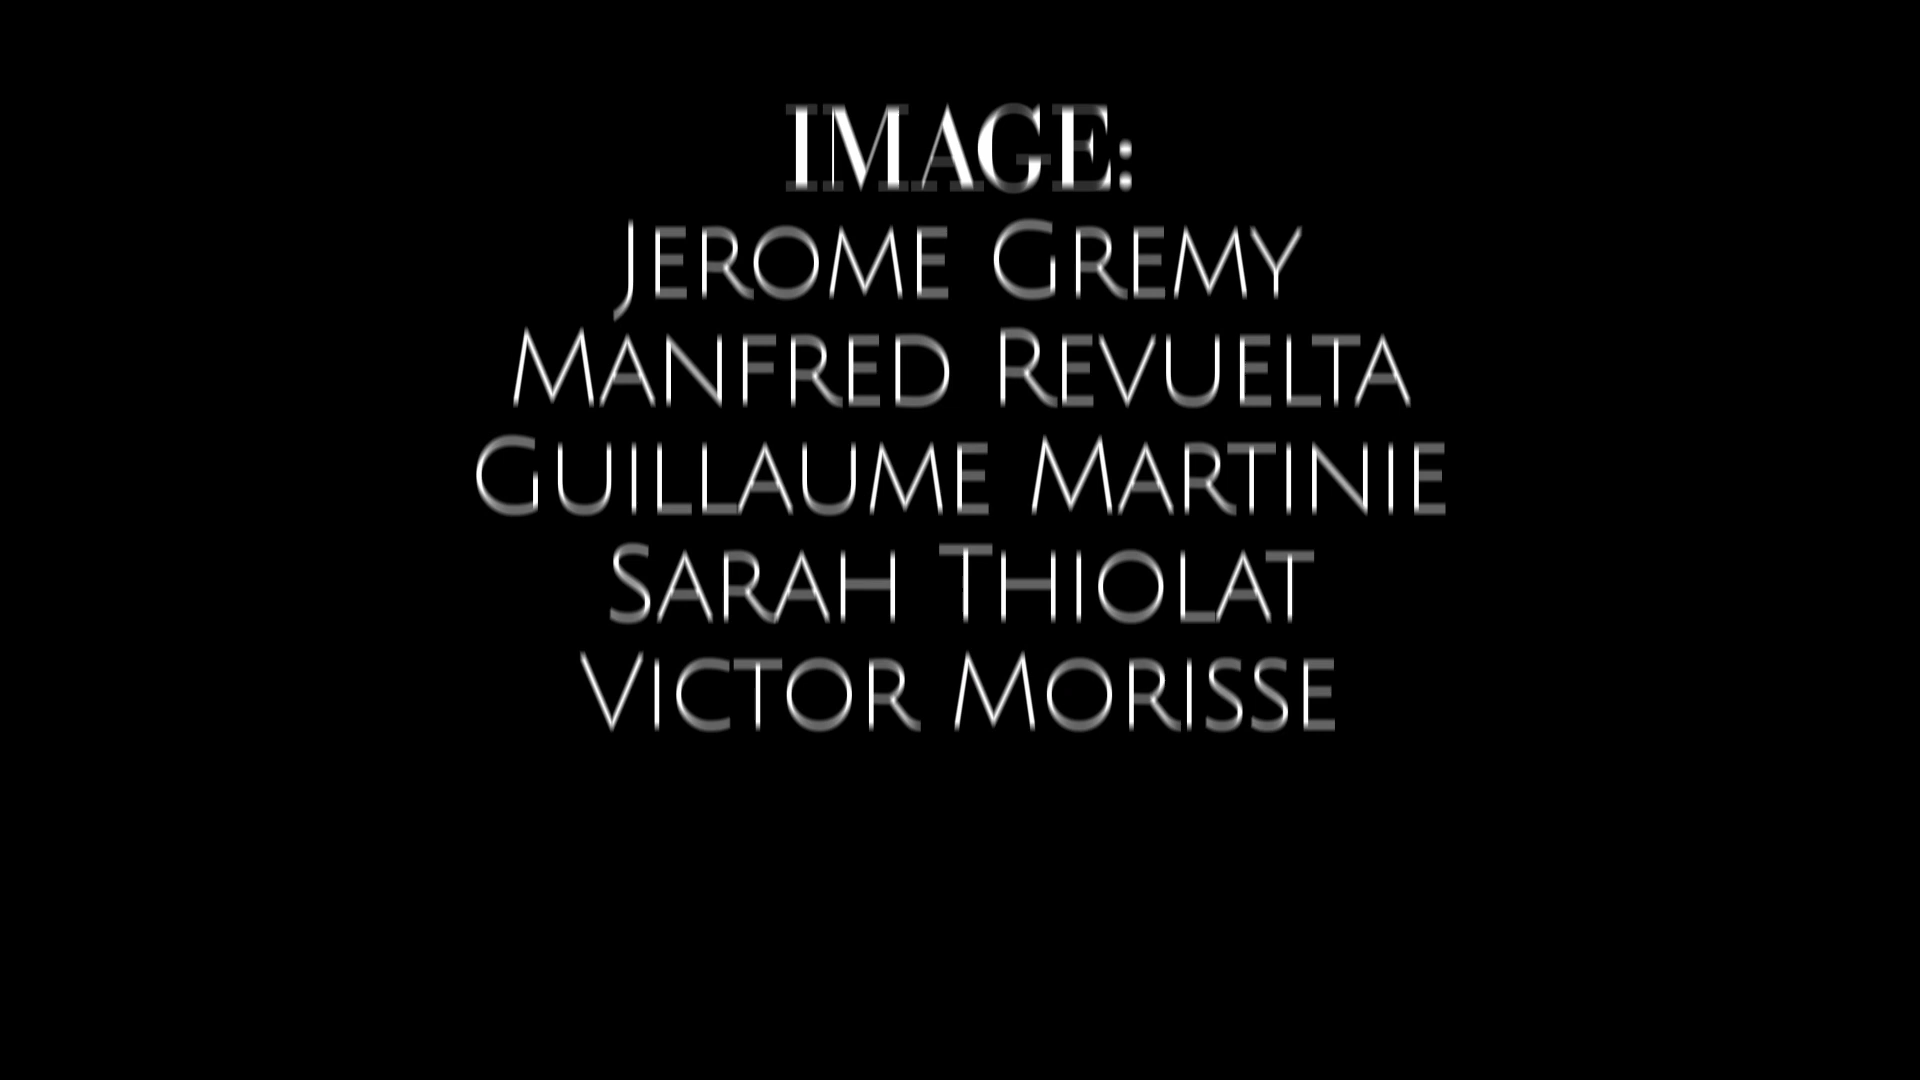 IMAGE:
JEROME GREMY
MANFRED REVUELTA
GUILLAUME MARTINIE
SARAH THIOLAT
VICTOR MORISSE